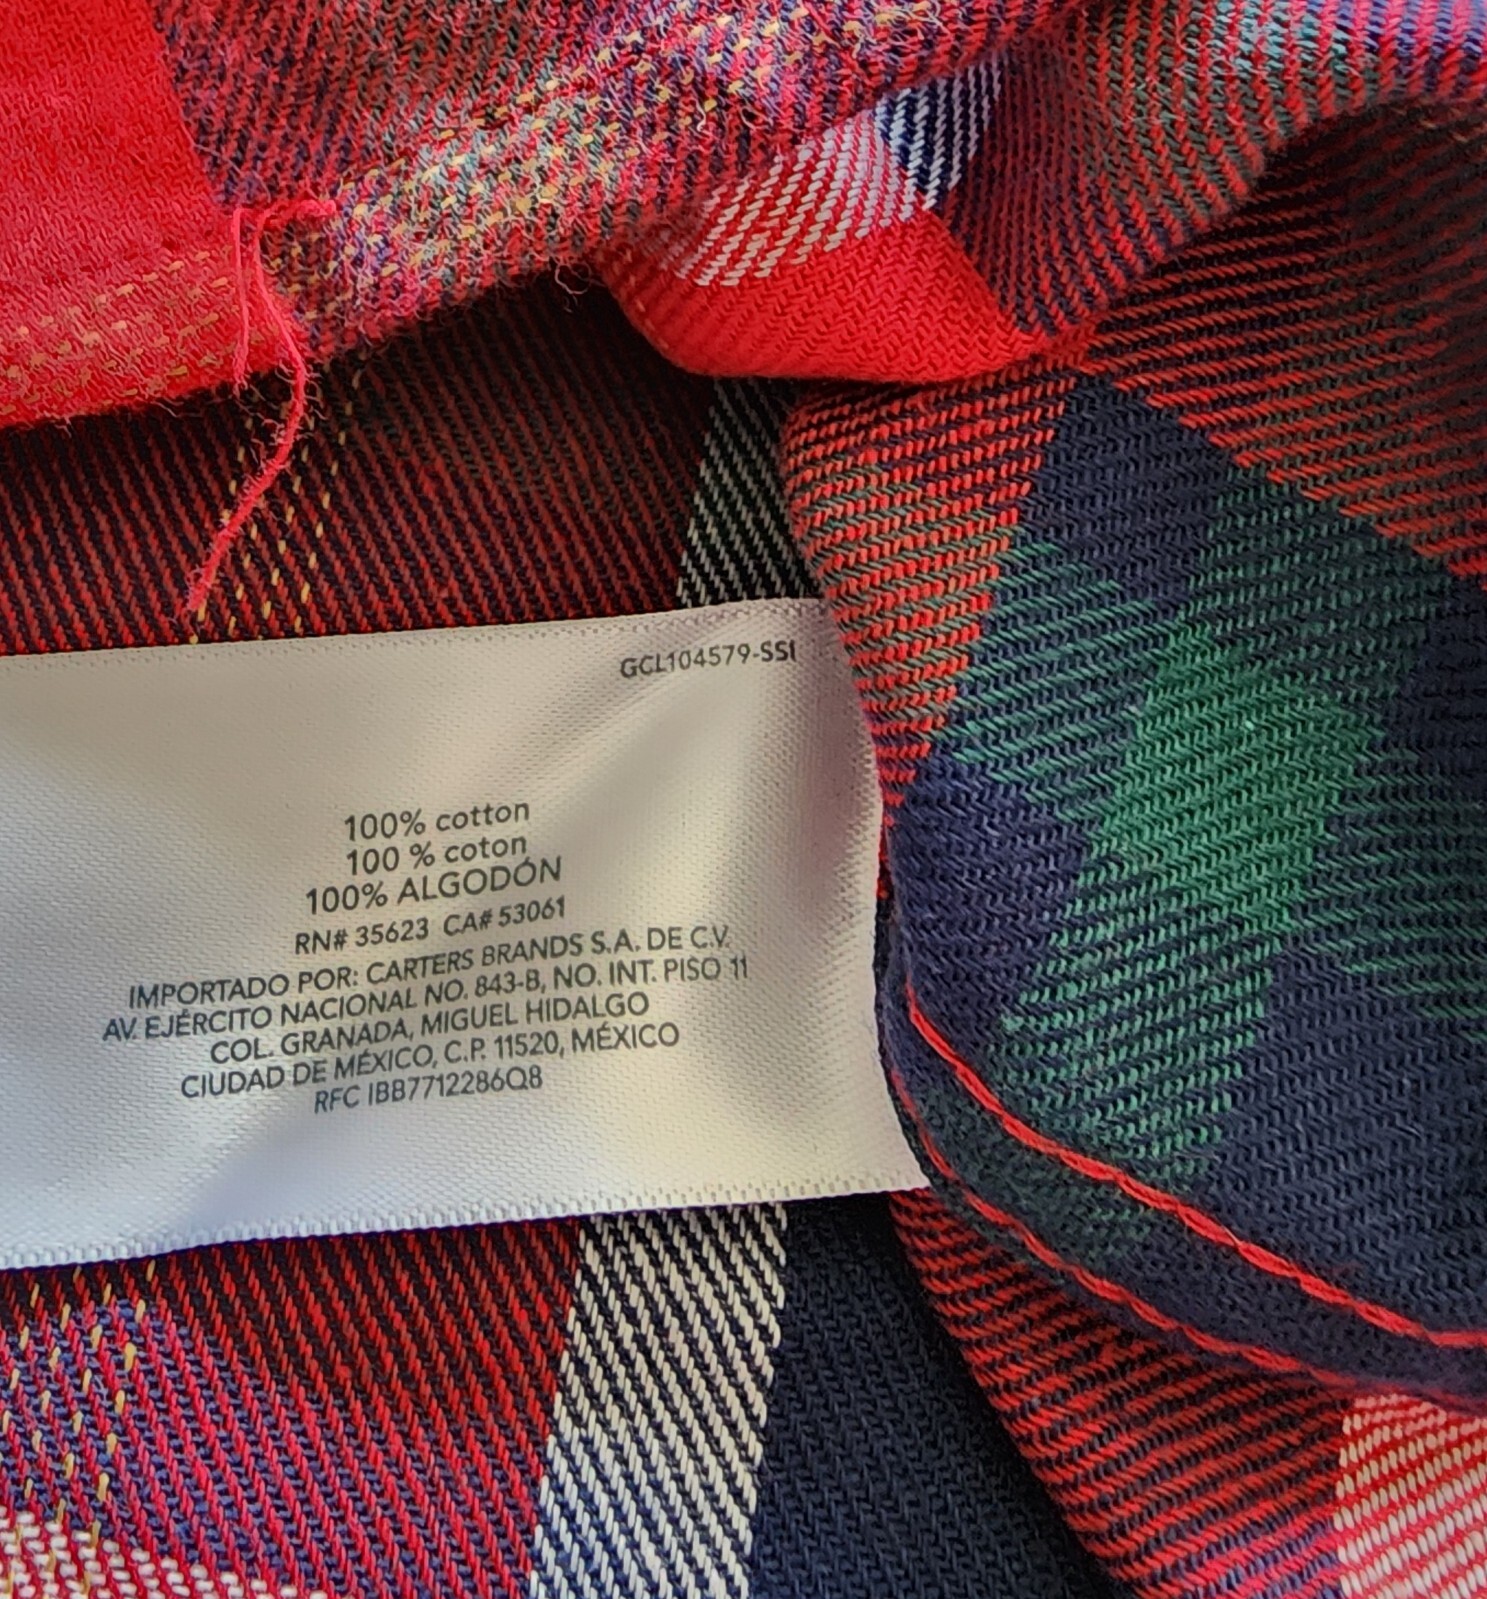 GCL104579-SSI
100% cotton
100 % coton
100% ALGODÓN
RN# 35623 CA# 53061
IMPORTADO POR: CARTERS BRANDS S.A. DE C.V.
AV. EJÉRCITO NACIONAL NO. 843-B, NO. INT. PISO 11
COL. GRANADA, MIGUEL HIDALGO
CIUDAD DE MÉXICO, C.P. 11520, MÉXICO
RFC IBB7712286Q8